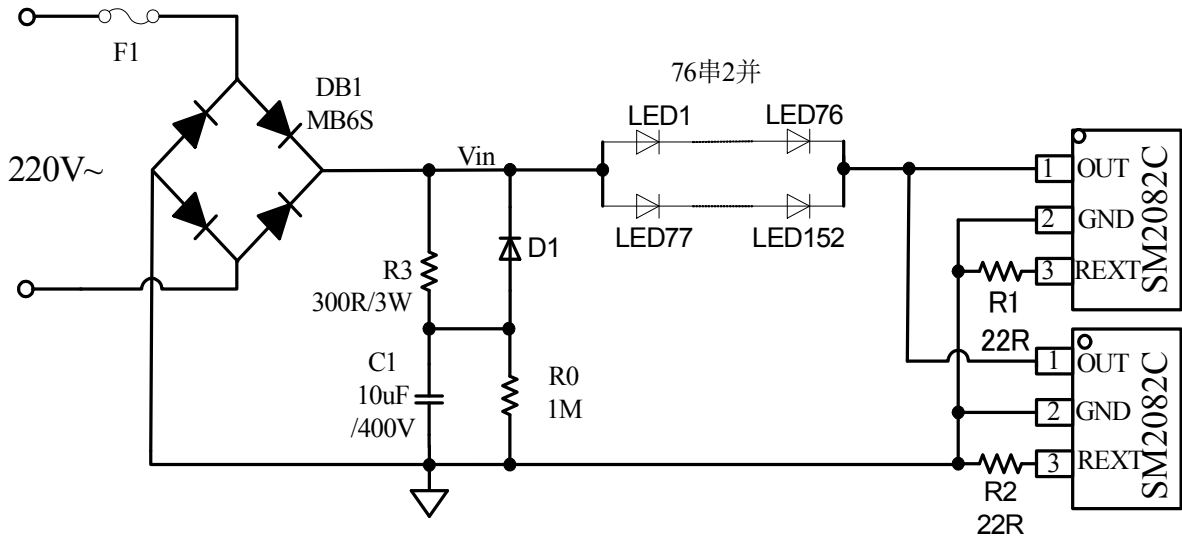 F1
220V~
DB1
MB6S
Vin
R3
300R/3W
D1
C1
10uF
/400V
R0
1M
76串2并
LED1
LED76
LED77
LED152
1
OUT
2
GND
3
REXT
SM2082C
R1
22R
1
OUT
2
GND
3
REXT
SM2082C
R2
22R